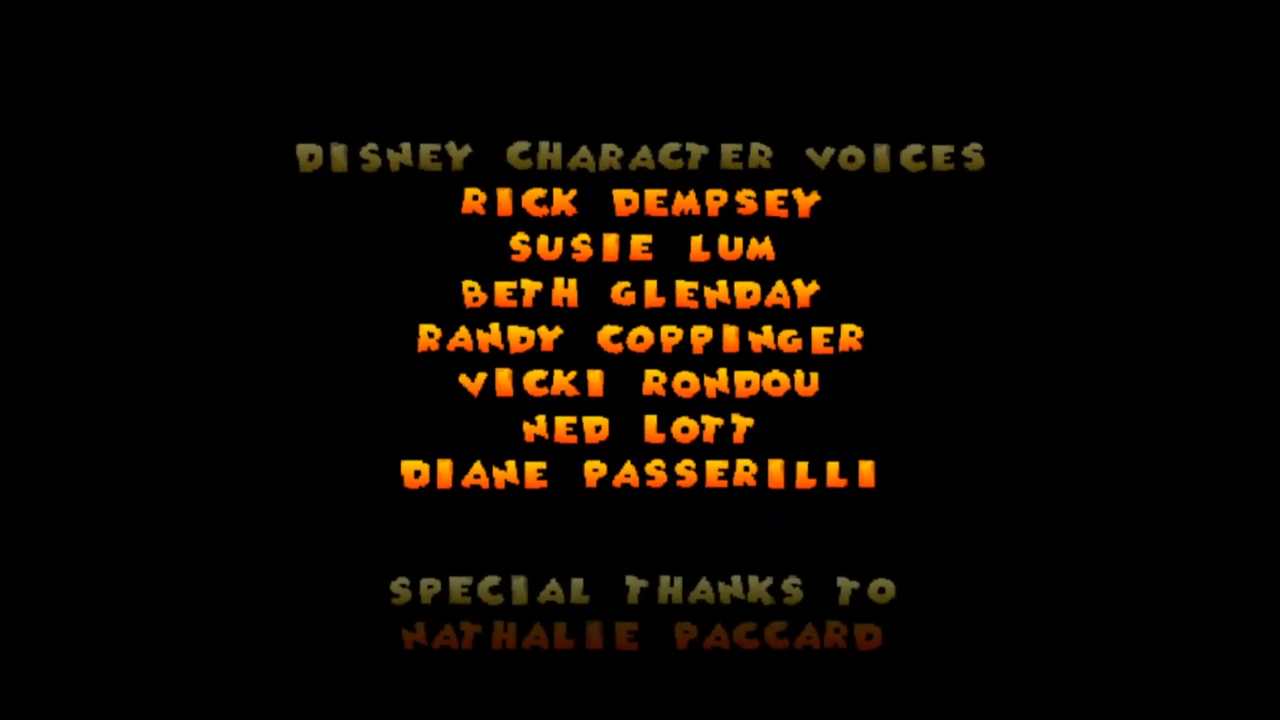 DISNEY CHARACTER VOICES
RICK DEMPSEY
SUSIE LUM
BETH GLENDAY
RANDY COPPINGER
VICKI RONDOU
NED LOTT
DIANE PASSERILLI
SPECIAL THANKS TO
NATHALIE PACCARD